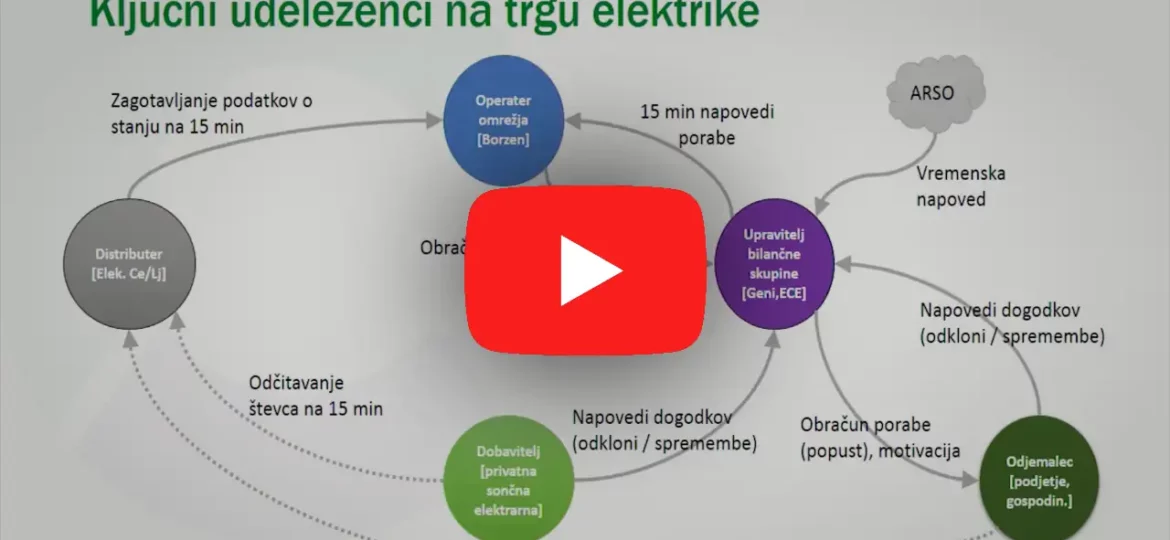 Ključni udeleženci na trgu elektrike
Zagotavljanje podatkov o
stanju na 15 min
Operater
omrežja
[Borzen]
15 min napovedi
porabe
ARSO
Vremenska
napoved
Distributer
[Elek. Ce/Lj]
Upravitelj
bilančne
skupine
[Geni,ECE]
Napovedi dogodkov
(odkloni / spremembe)
Odčitavanje
števca na 15 min
Dobavitelj
[privatna
sončna
elektrarna]
Napovedi dogodkov
(odkloni / spremembe)
Obračun porabe
(popust), motivacija
Odjemalec
[podjetje,
gospodin.]